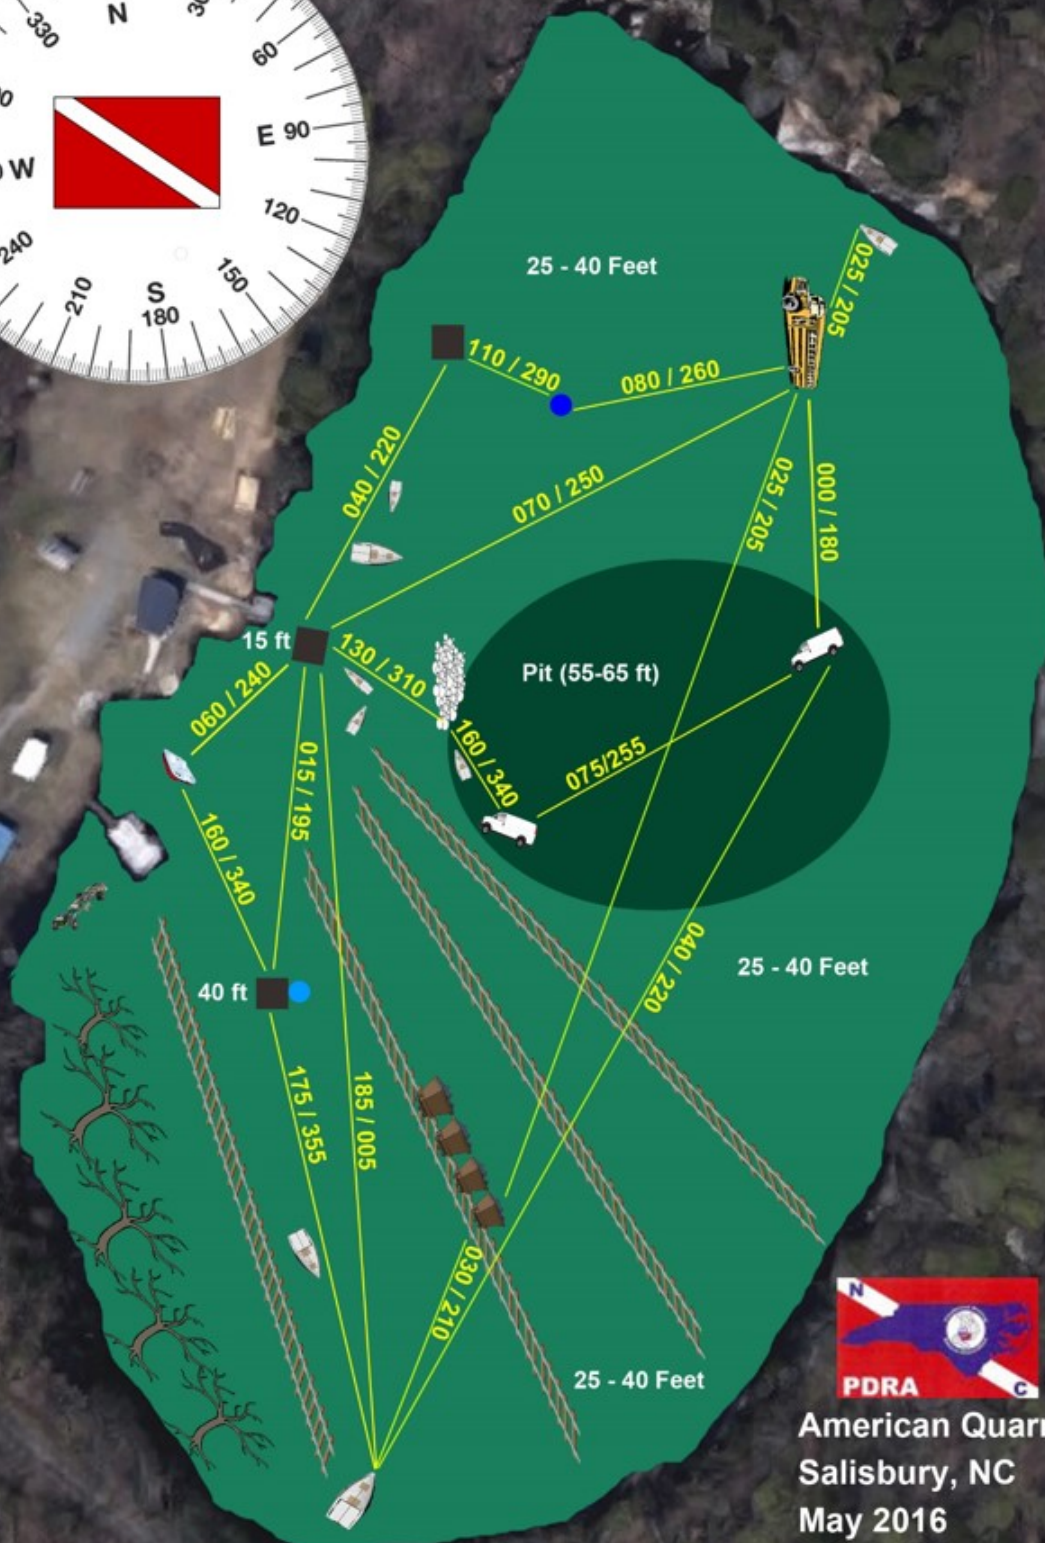 N
330
30
60
E 90
120
150
S
180
210
240
W
25 - 40 Feet
025 / 205
110 / 290
080 / 260
040 / 220
070 / 250
025 / 205
000 / 180
15 ft
130 / 310
Pit (55-65 ft)
060 / 240
015 / 195
160 / 340
075/255
160 / 340
040 / 220
25 - 40 Feet
40 ft
175 / 355
185 / 005
030 / 210
25 - 40 Feet
N
PDRA
C
American Quarr
Salisbury, NC
May 2016